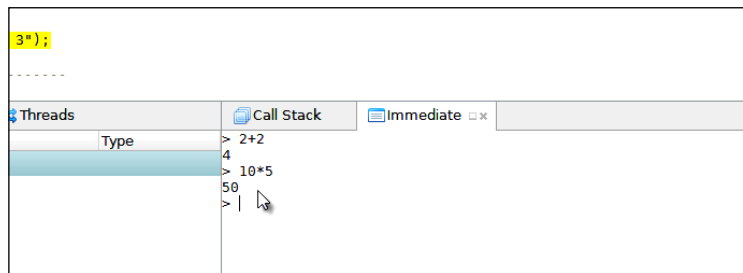 3");
-------
Threads
Call Stack
Immediate
Type
> 2+2
4
> 10*5
50
>